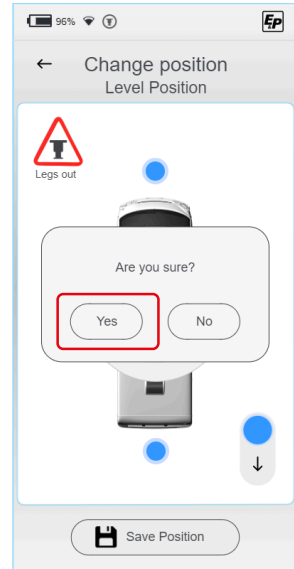 96%
EP
← Change position
Level Position
Legs out
Are you sure?
Yes No
↓
Save Position